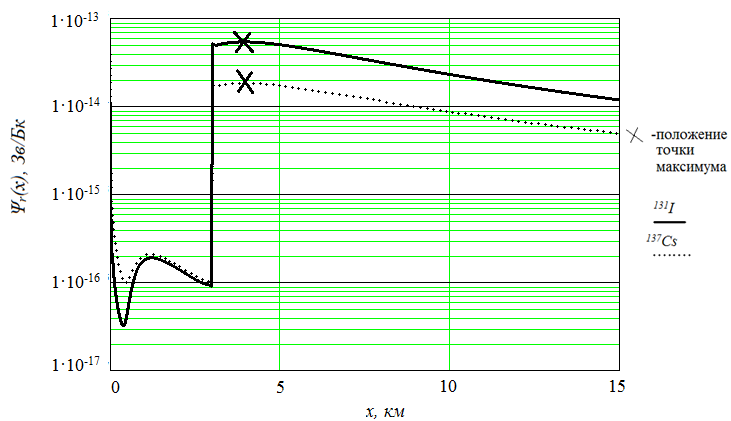 1·10⁻¹³
1·10⁻¹⁴
1·10⁻¹⁵
1·10⁻¹⁶
1·10⁻¹⁷
Ψr(x), Зв/Бк
0
5
10
15
x, км
-положение
точки
максимума
¹³¹I
¹³⁷Cs